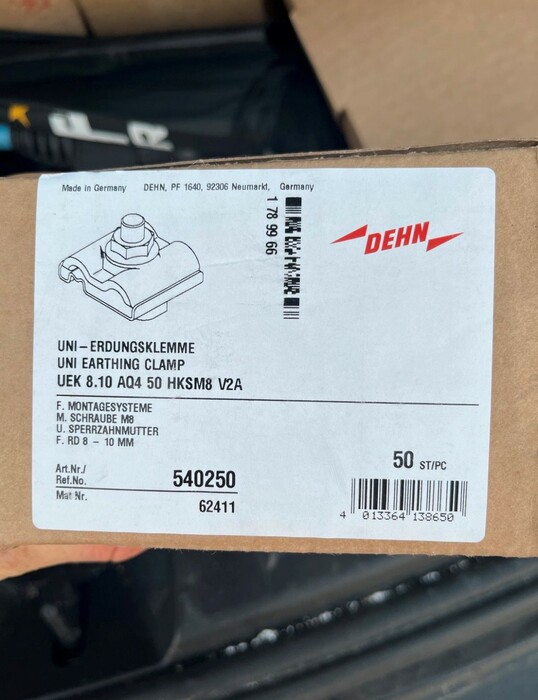 Made in Germany DEHN, PF 1640, 92306 Neumarkt, Germany
1 78 99 66
DEHN
UNI-ERDUNGSKLEMME
UNI EARTHING CLAMP
UEK 8.10 AQ4 50 HKSM8 V2A
F. MONTAGESYSTEME
M. SCHRAUBE M8
U. SPERRZAHNMUTTER
F. RD 8 - 10 MM
Art.Nr./
Ref.No. 540250
Mat Nr. 62411
50 ST/PC
4 013364 138650